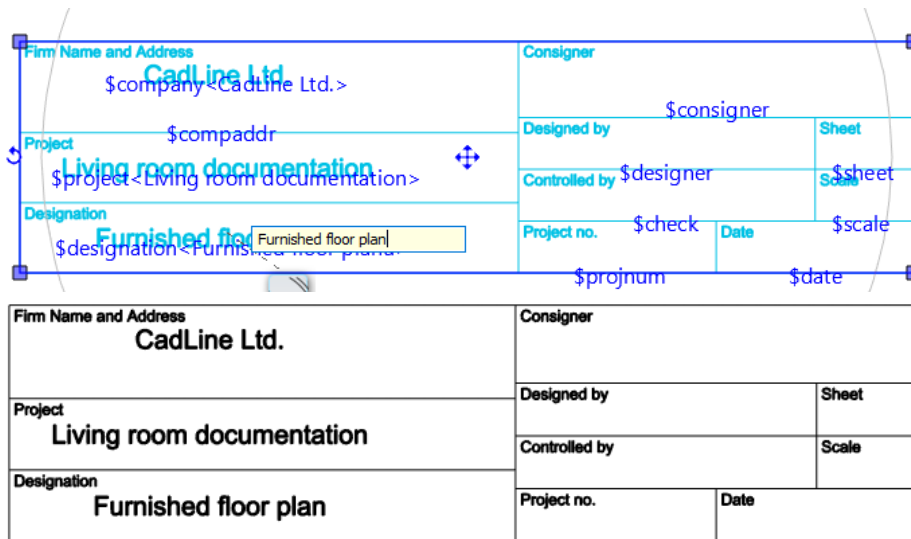 Firm Name and Address
CadLine Ltd.
$company<CadLine Ltd.>
$compaddr
Project
Living room documentation
$project<Living room documentation>
Designation
Furnished floor plan
$designation<Furnished floor plan>
Consigner
$consigner
Designed by
Sheet
$designer
$sheet
Controlled by
Scale
$check
$scale
Project no.
Date
$projnum
$date
Firm Name and Address
CadLine Ltd.
Consigner
Designed by
Sheet
Project
Living room documentation
Controlled by
Scale
Designation
Furnished floor plan
Project no.
Date